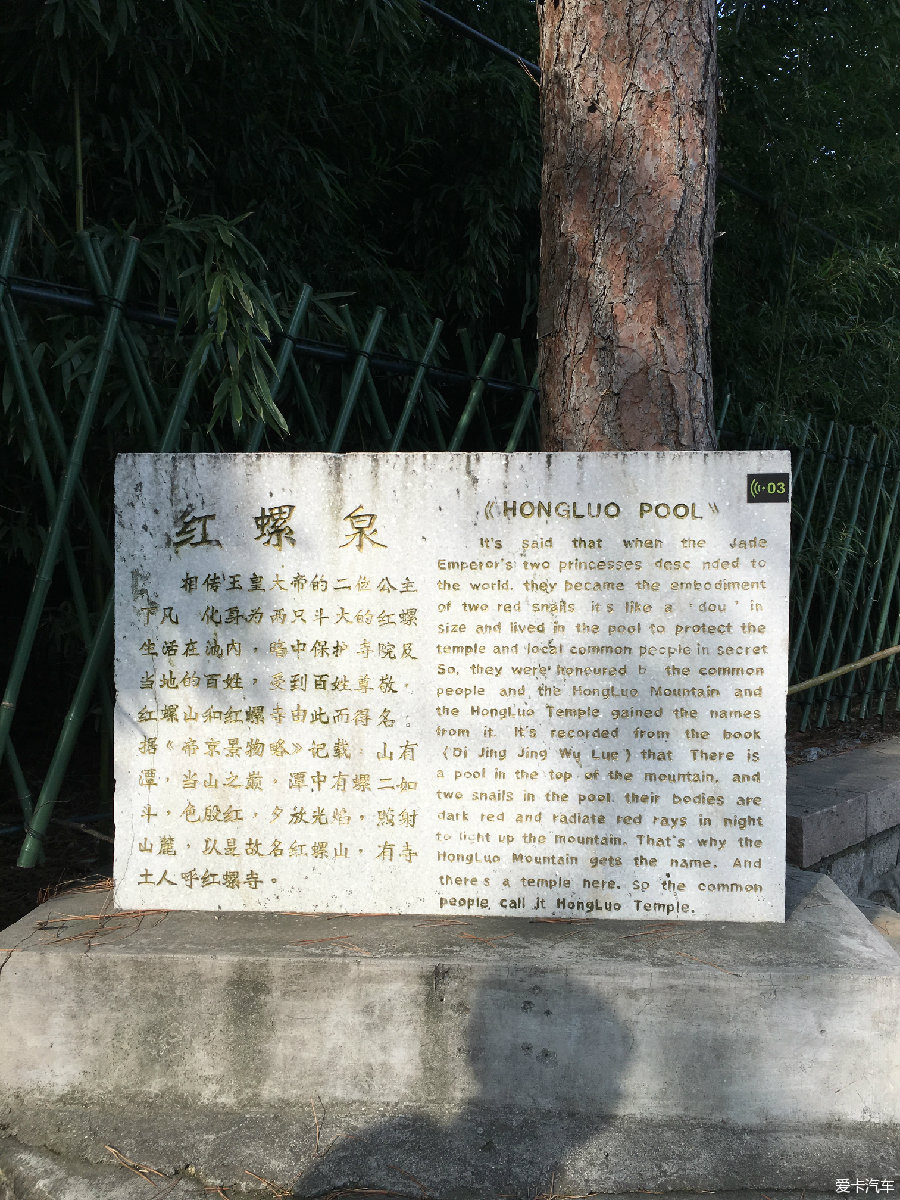 红螺泉
相传玉皇大帝的二位公主
下凡 化身为两只斗大的红螺
生活在池内，暗中保护寺院及
当地的百姓，受到百姓尊敬，
红螺山和红螺寺由此而得名。
据《帝京景物略》记载，山有
潭，当山之巅，潭中有螺二如
斗，色殷红，夕放光焰，照射
山麓，以是故名红螺山，有寺
土人呼红螺寺。
03
《HONGLUO POOL》
It's said that when the Jade
Emperor's two princesses desc nded to
the world. they became the embodiment
of two red snails it's like a ‘dou’ in
size and lived in the pool to protect the
temple and local common people in secret
So, they were honoured b the common
people and the HongLuo Mountain and
the HongLuo Temple gained the names
from it. It's recorded from the book
(Di Jing Jing Wu Lue) that There is
a pool in the top of the mountain, and
two snails in the pool. their bodies are
dark red and radiate red rays in night
to light up the mountain. That's why the
HongLuo Mountain gets the name. And
there s a temple here. so the common
people call it HongLuo Temple.
爱卡汽车